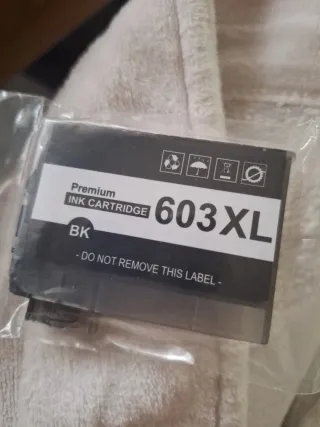 Premium
INK CARTRIDGE 603XL
BK
- DO NOT REMOVE THIS LABEL -